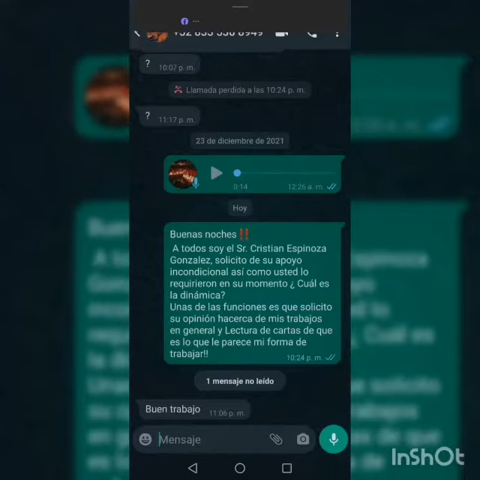 ?
10:07 p. m.
Llamada perdida a las 10:24 p. m.
?
11:17 p. m.
23 de diciembre de 2021
0:14
12:26 a. m.
Hoy
Buenas noches‼️
A todos soy el Sr. Cristian Espinoza
Gonzalez, solicito de su apoyo
incondicional así como usted lo
requirieron en su momento ¿ Cuál es
la dinámica?
Unas de las funciones es que solicito
su opinión hacerca de mis trabajos
en general y Lectura de cartas de que
es lo que le parece mi forma de
trabajar!!
10:24 p. m.
1 mensaje no leído
Buen trabajo
11:06 p. m.
Mensaje
InShOt